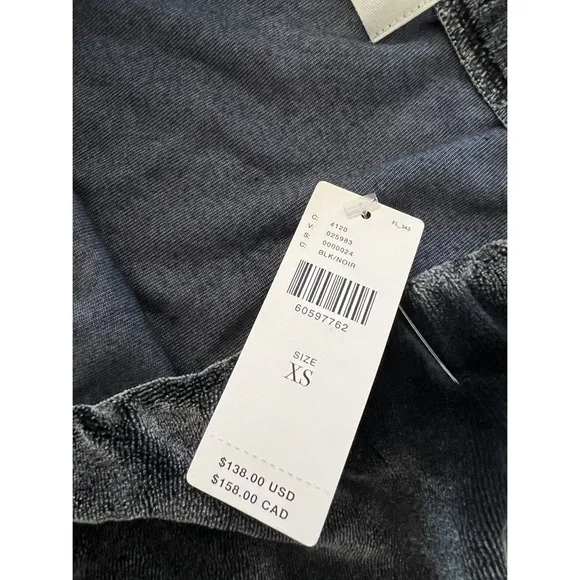 FL_343
C: 4120
V: 025983
S: 0000024
C: BLK/NOIR
60597762
SIZE
XS
$138.00 USD
$158.00 CAD